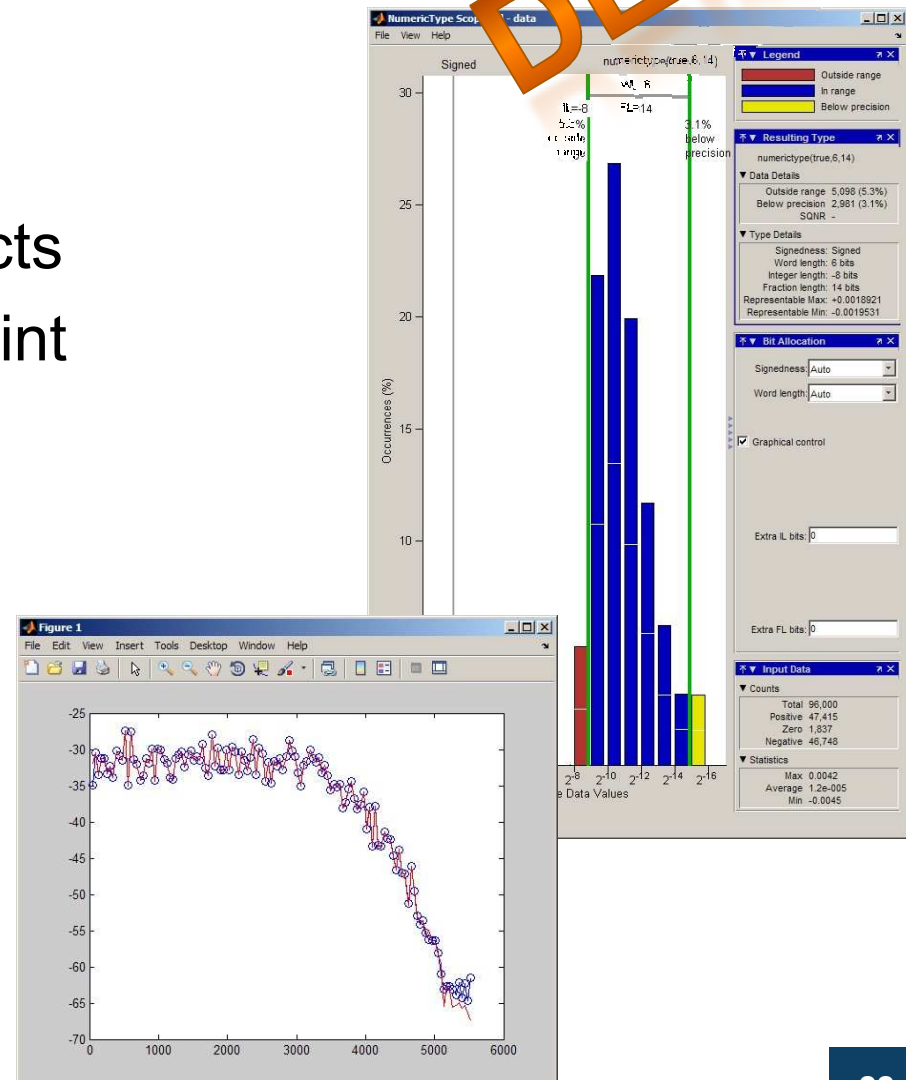 DE
cts
int
NumericType Scop - data
File View Help
Signed
numerictype(true,6,14)
WL 6
IL=-8
FL=14
5.3%
outside
range
3.1%
below
precision
30
25
20
15
10
Occurrences (%)
2^-8 2^-10 2^-12 2^-14 2^-16
e Data Values
Legend
Outside range
In range
Below precision
Resulting Type
numerictype(true,6,14)
Data Details
Outside range 5,098 (5.3%)
Below precision 2,981 (3.1%)
SQNR -
Type Details
Signedness: Signed
Word length: 6 bits
Integer length: -8 bits
Fraction length: 14 bits
Representable Max: +0.0018921
Representable Min: -0.0019531
Bit Allocation
Signedness: Auto
Word length: Auto
Graphical control
Extra IL bits: 0
Extra FL bits: 0
Input Data
Counts
Total 96,000
Positive 47,415
Zero 1,837
Negative 46,748
Statistics
Max 0.0042
Average 1.2e-005
Min -0.0045
Figure 1
File Edit View Insert Tools Desktop Window Help
-25
-30
-35
-40
-45
-50
-55
-60
-65
-70
0 1000 2000 3000 4000 5000 6000